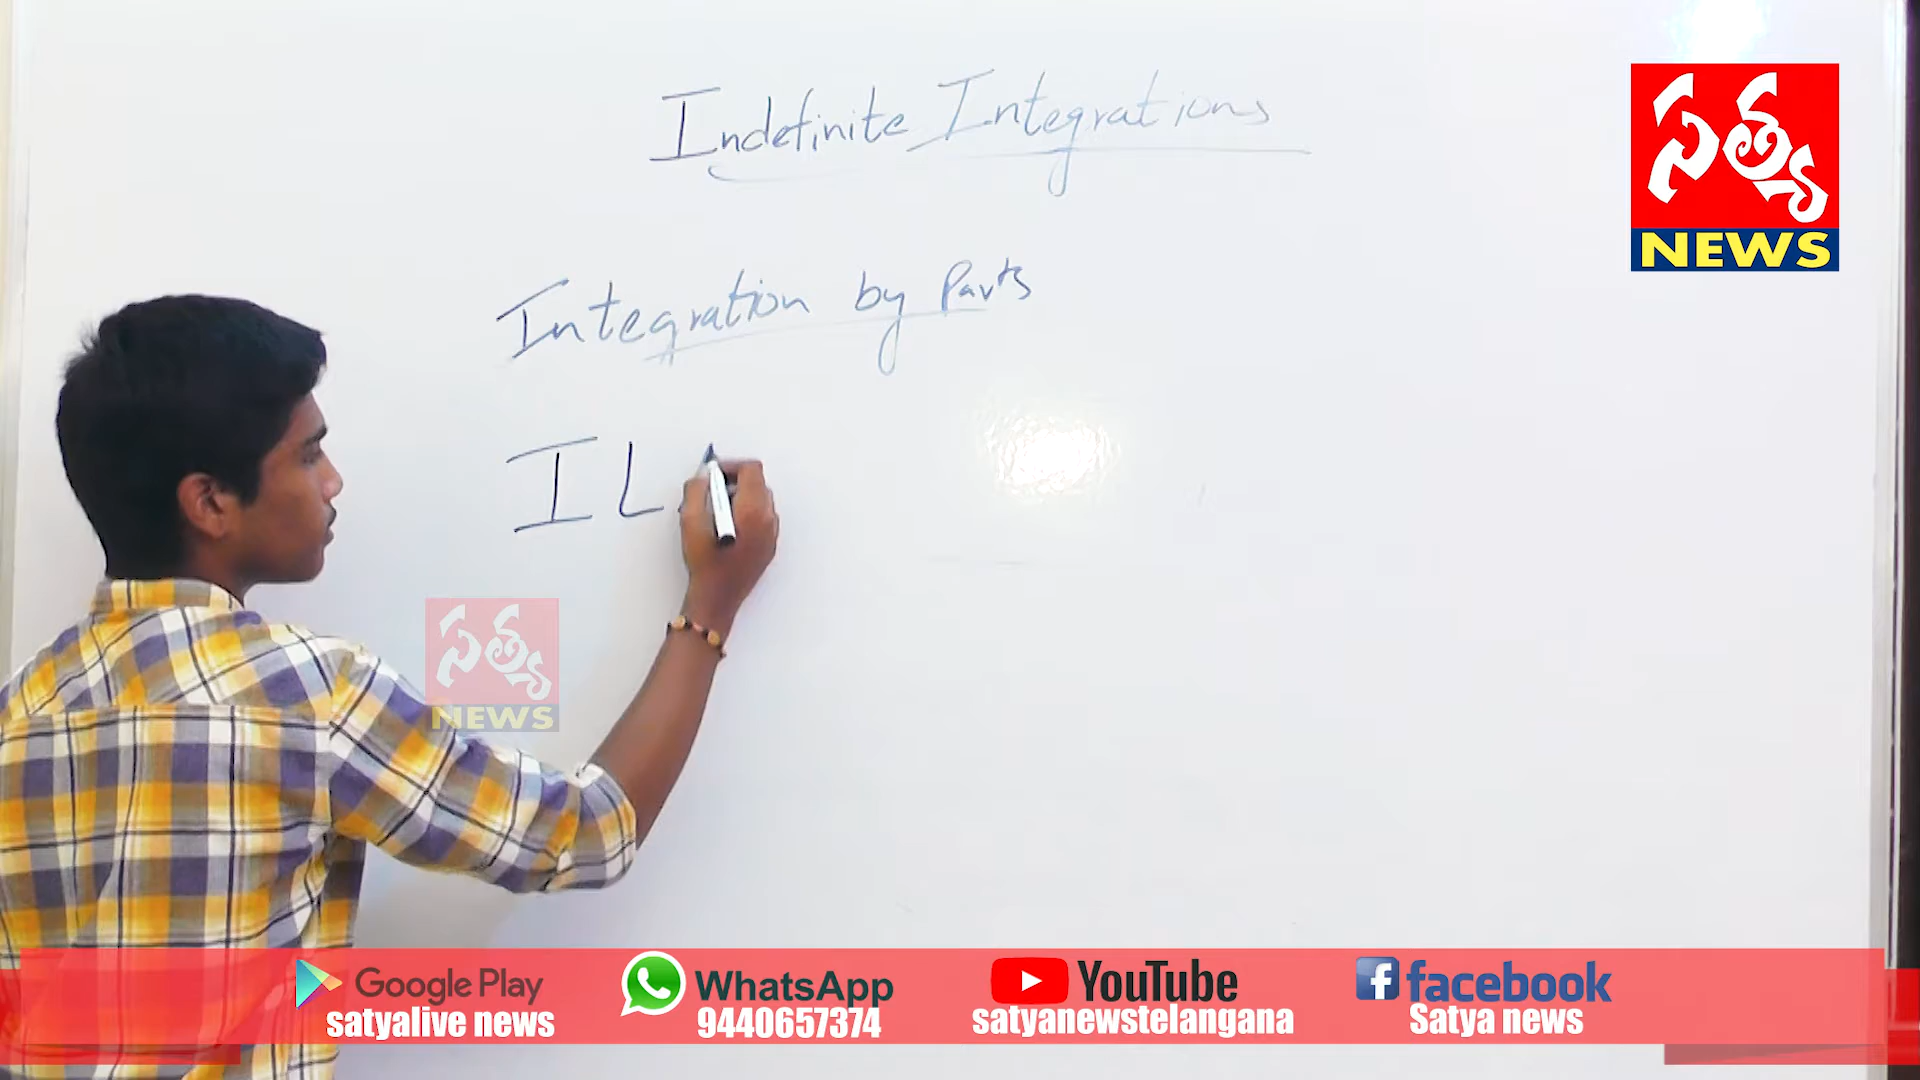 Indefinite Integrations
సత్య
NEWS
Integration by Parts
I L
సత్య
NEWS
Google Play
satyalive news
WhatsApp
9440657374
YouTube
satyanewstelangana
facebook
Satya news